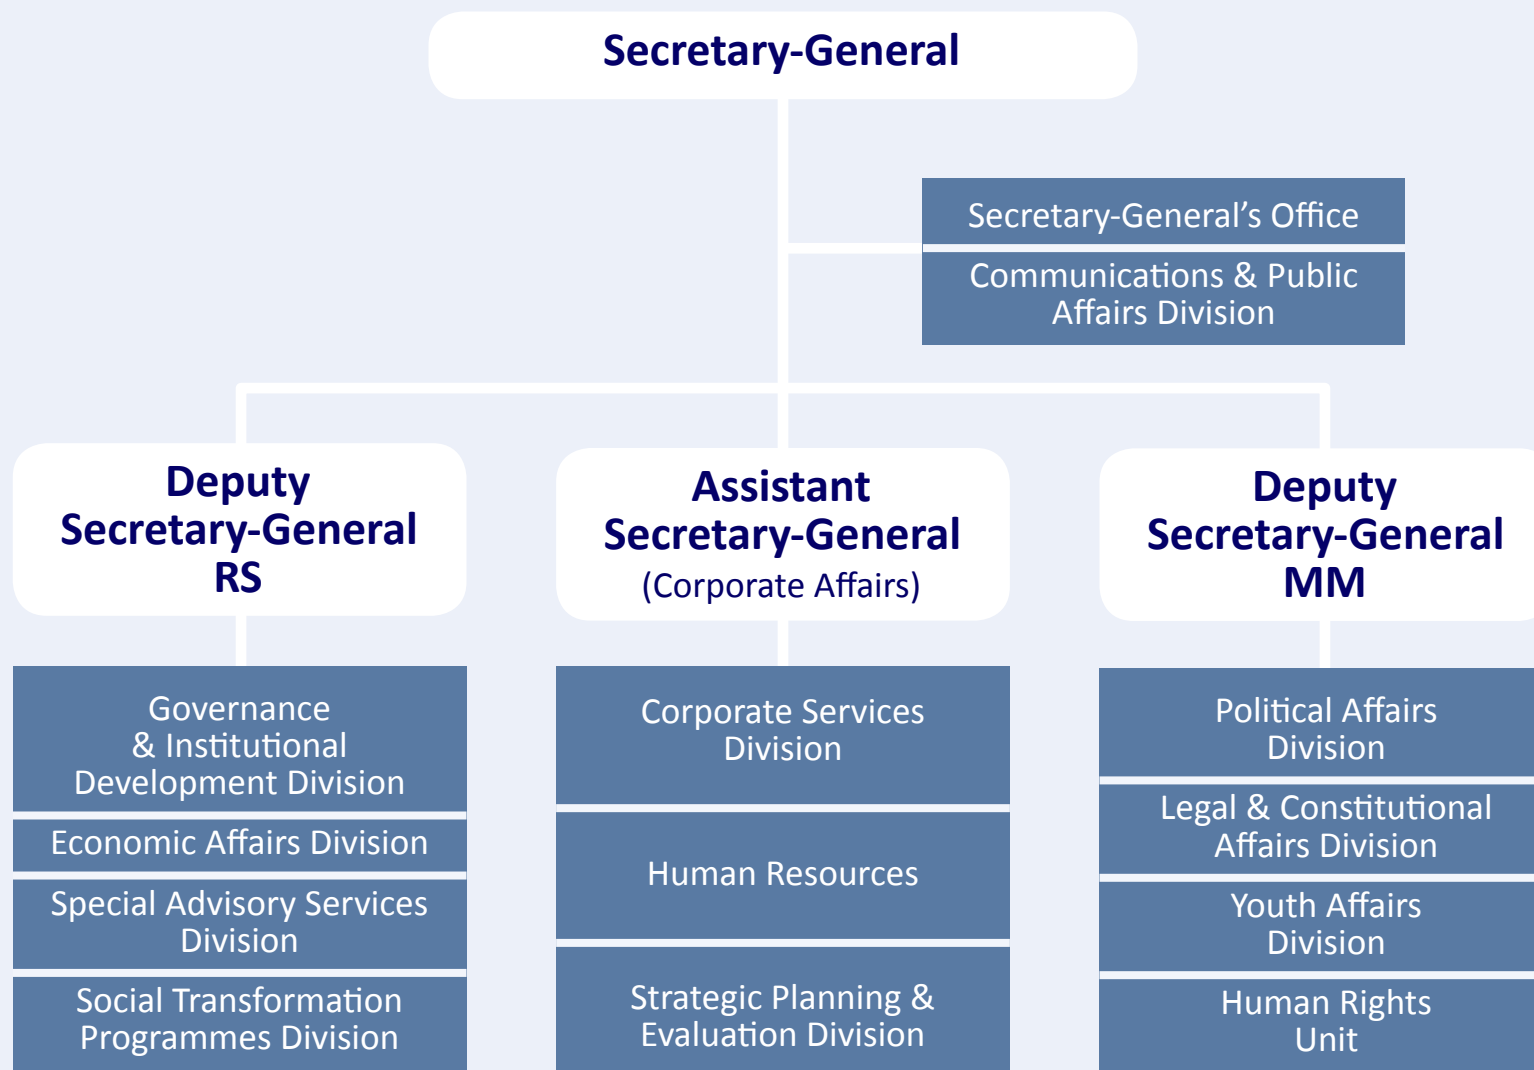 Secretary-General
Secretary-General’s Office
Communications & Public
Affairs Division
Deputy
Secretary-General
RS
Assistant
Secretary-General
(Corporate Affairs)
Deputy
Secretary-General
MM
Governance
& Institutional
Development Division
Economic Affairs Division
Special Advisory Services
Division
Social Transformation
Programmes Division
Corporate Services
Division
Human Resources
Strategic Planning &
Evaluation Division
Political Affairs
Division
Legal & Constitutional
Affairs Division
Youth Affairs
Division
Human Rights
Unit